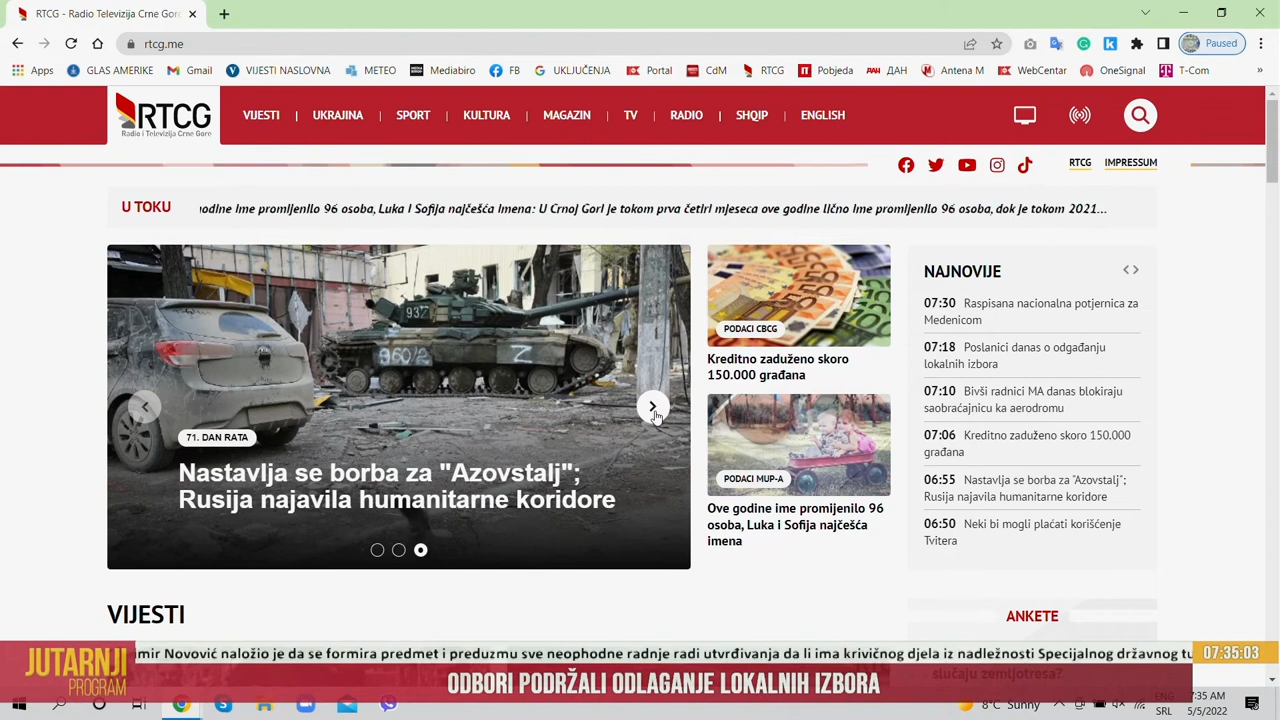 RTCG - Radio i Televizija Crne Gor
rtcg.me
Paused
Apps
GLAS AMERIKE
Gmail
VIJESTI NASLOVNA
METEO
Mediabiro
FB
UKLJUČENJA
Portal
CdM
RTCG
Pobjeda
ДАН
Antena M
WebCentar
OneSignal
T-Com
RTCG
Radio i Televizija Crne Gore
VIJESTI
UKRAJINA
SPORT
KULTURA
MAGAZIN
TV
RADIO
SHQIP
ENGLISH
RTCG
IMPRESSUM
U TOKU
godine ime promijenilo 96 osoba, Luka i Sofija najčešća imena: U Crnoj Gori je tokom prva četiri mjeseca ove godine lično ime promijenilo 96 osoba, dok je tokom 2021...
937
960/2
Z
71. DAN RATA
Nastavlja se borba za "Azovstalj";
Rusija najavila humanitarne koridore
PODACI CBCG
Kreditno zaduženo skoro
150.000 građana
PODACI MUP-A
Ove godine ime promijenilo 96
osoba, Luka i Sofija najčešća
imena
NAJNOVIJE
07:30 Raspisana nacionalna potjernica za
Medenicom
07:18 Poslanici danas o odgađanju
lokalnih izbora
07:10 Bivši radnici MA danas blokiraju
saobraćajnicu ka aerodromu
07:06 Kreditno zaduženo skoro 150.000
građana
06:55 Nastavlja se borba za "Azovstalj";
Rusija najavila humanitarne koridore
06:50 Neki bi mogli plaćati korišćenje
Tvitera
VIJESTI
ANKETE
slučaju zemljotresa?
JUTARNJI
PROGRAM
imir Novović naložio je da se formira predmet i preduzmu sve neophodne radnje radi utvrđivanja da li ima krivičnog djela iz nadležnosti Specijalnog državnog tu
07:35:03
ODBORI PODRŽALI ODLAGANJE LOKALNIH IZBORA
8°C Sunny
ENG
SRL
7:35 AM
5/5/2022